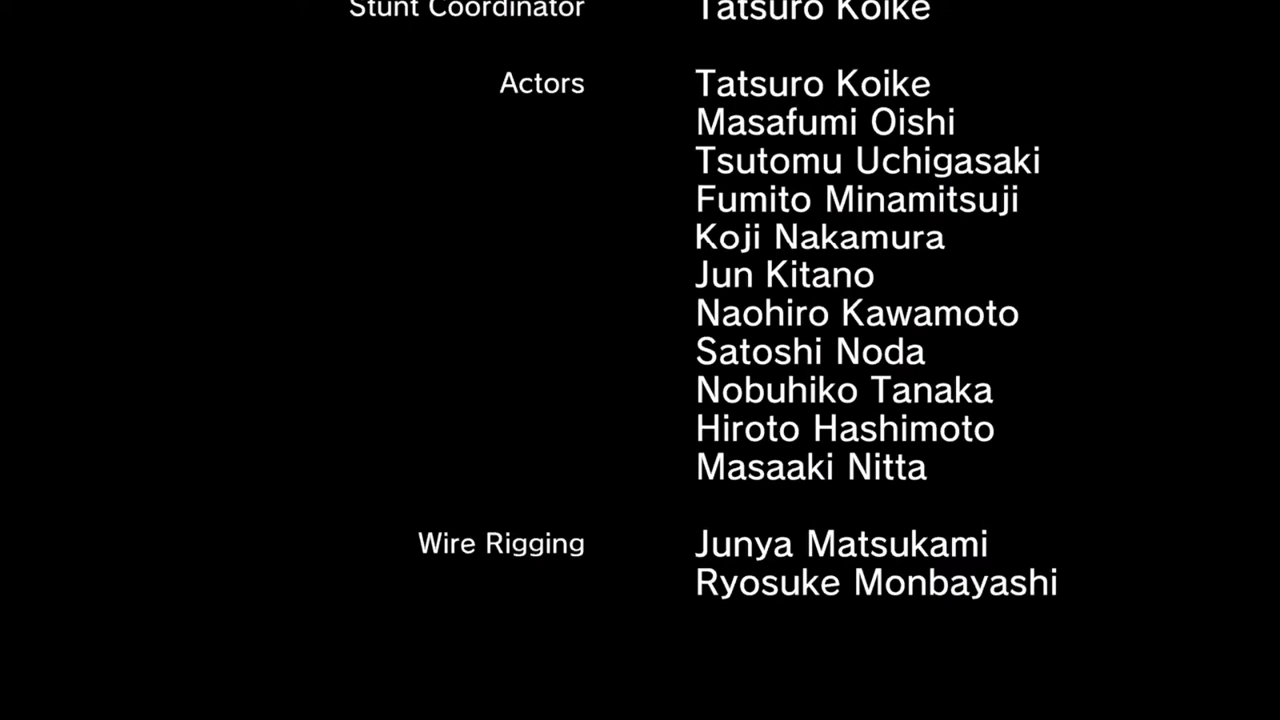 Stunt Coordinator Tatsuro Koike
Actors Tatsuro Koike
Masafumi Oishi
Tsutomu Uchigasaki
Fumito Minamitsuji
Koji Nakamura
Jun Kitano
Naohiro Kawamoto
Satoshi Noda
Nobuhiko Tanaka
Hiroto Hashimoto
Masaaki Nitta
Wire Rigging Junya Matsukami
Ryosuke Monbayashi